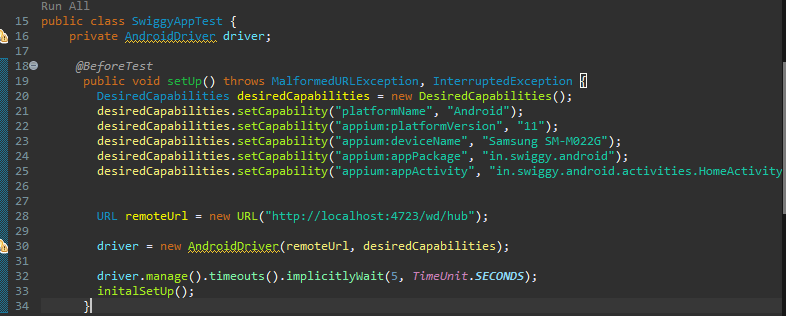 Run All
15 public class SwiggyAppTest {
16 private AndroidDriver driver;
17
18 @BeforeTest
19 public void setUp() throws MalformedURLException, InterruptedException {
20 DesiredCapabilities desiredCapabilities = new DesiredCapabilities();
21 desiredCapabilities.setCapability("platformName", "Android");
22 desiredCapabilities.setCapability("appium:platformVersion", "11");
23 desiredCapabilities.setCapability("appium:deviceName", "Samsung SM-M022G");
24 desiredCapabilities.setCapability("appium:appPackage", "in.swiggy.android");
25 desiredCapabilities.setCapability("appium:appActivity", "in.swiggy.android.activities.HomeActivity
26
27
28 URL remoteUrl = new URL("http://localhost:4723/wd/hub");
29
30 driver = new AndroidDriver(remoteUrl, desiredCapabilities);
31
32 driver.manage().timeouts().implicitlyWait(5, TimeUnit.SECONDS);
33 initalSetUp();
34 }